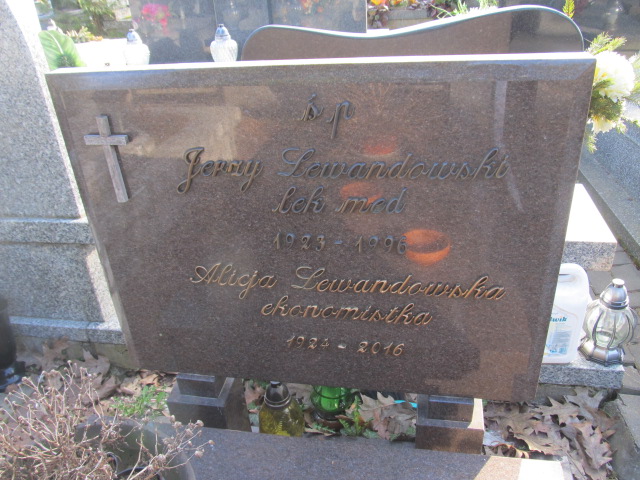 ś p
Jerzy Lewandowski
lek med
1923 - 1996
Alicja Lewandowska
ekonomistka
1924 - 2016